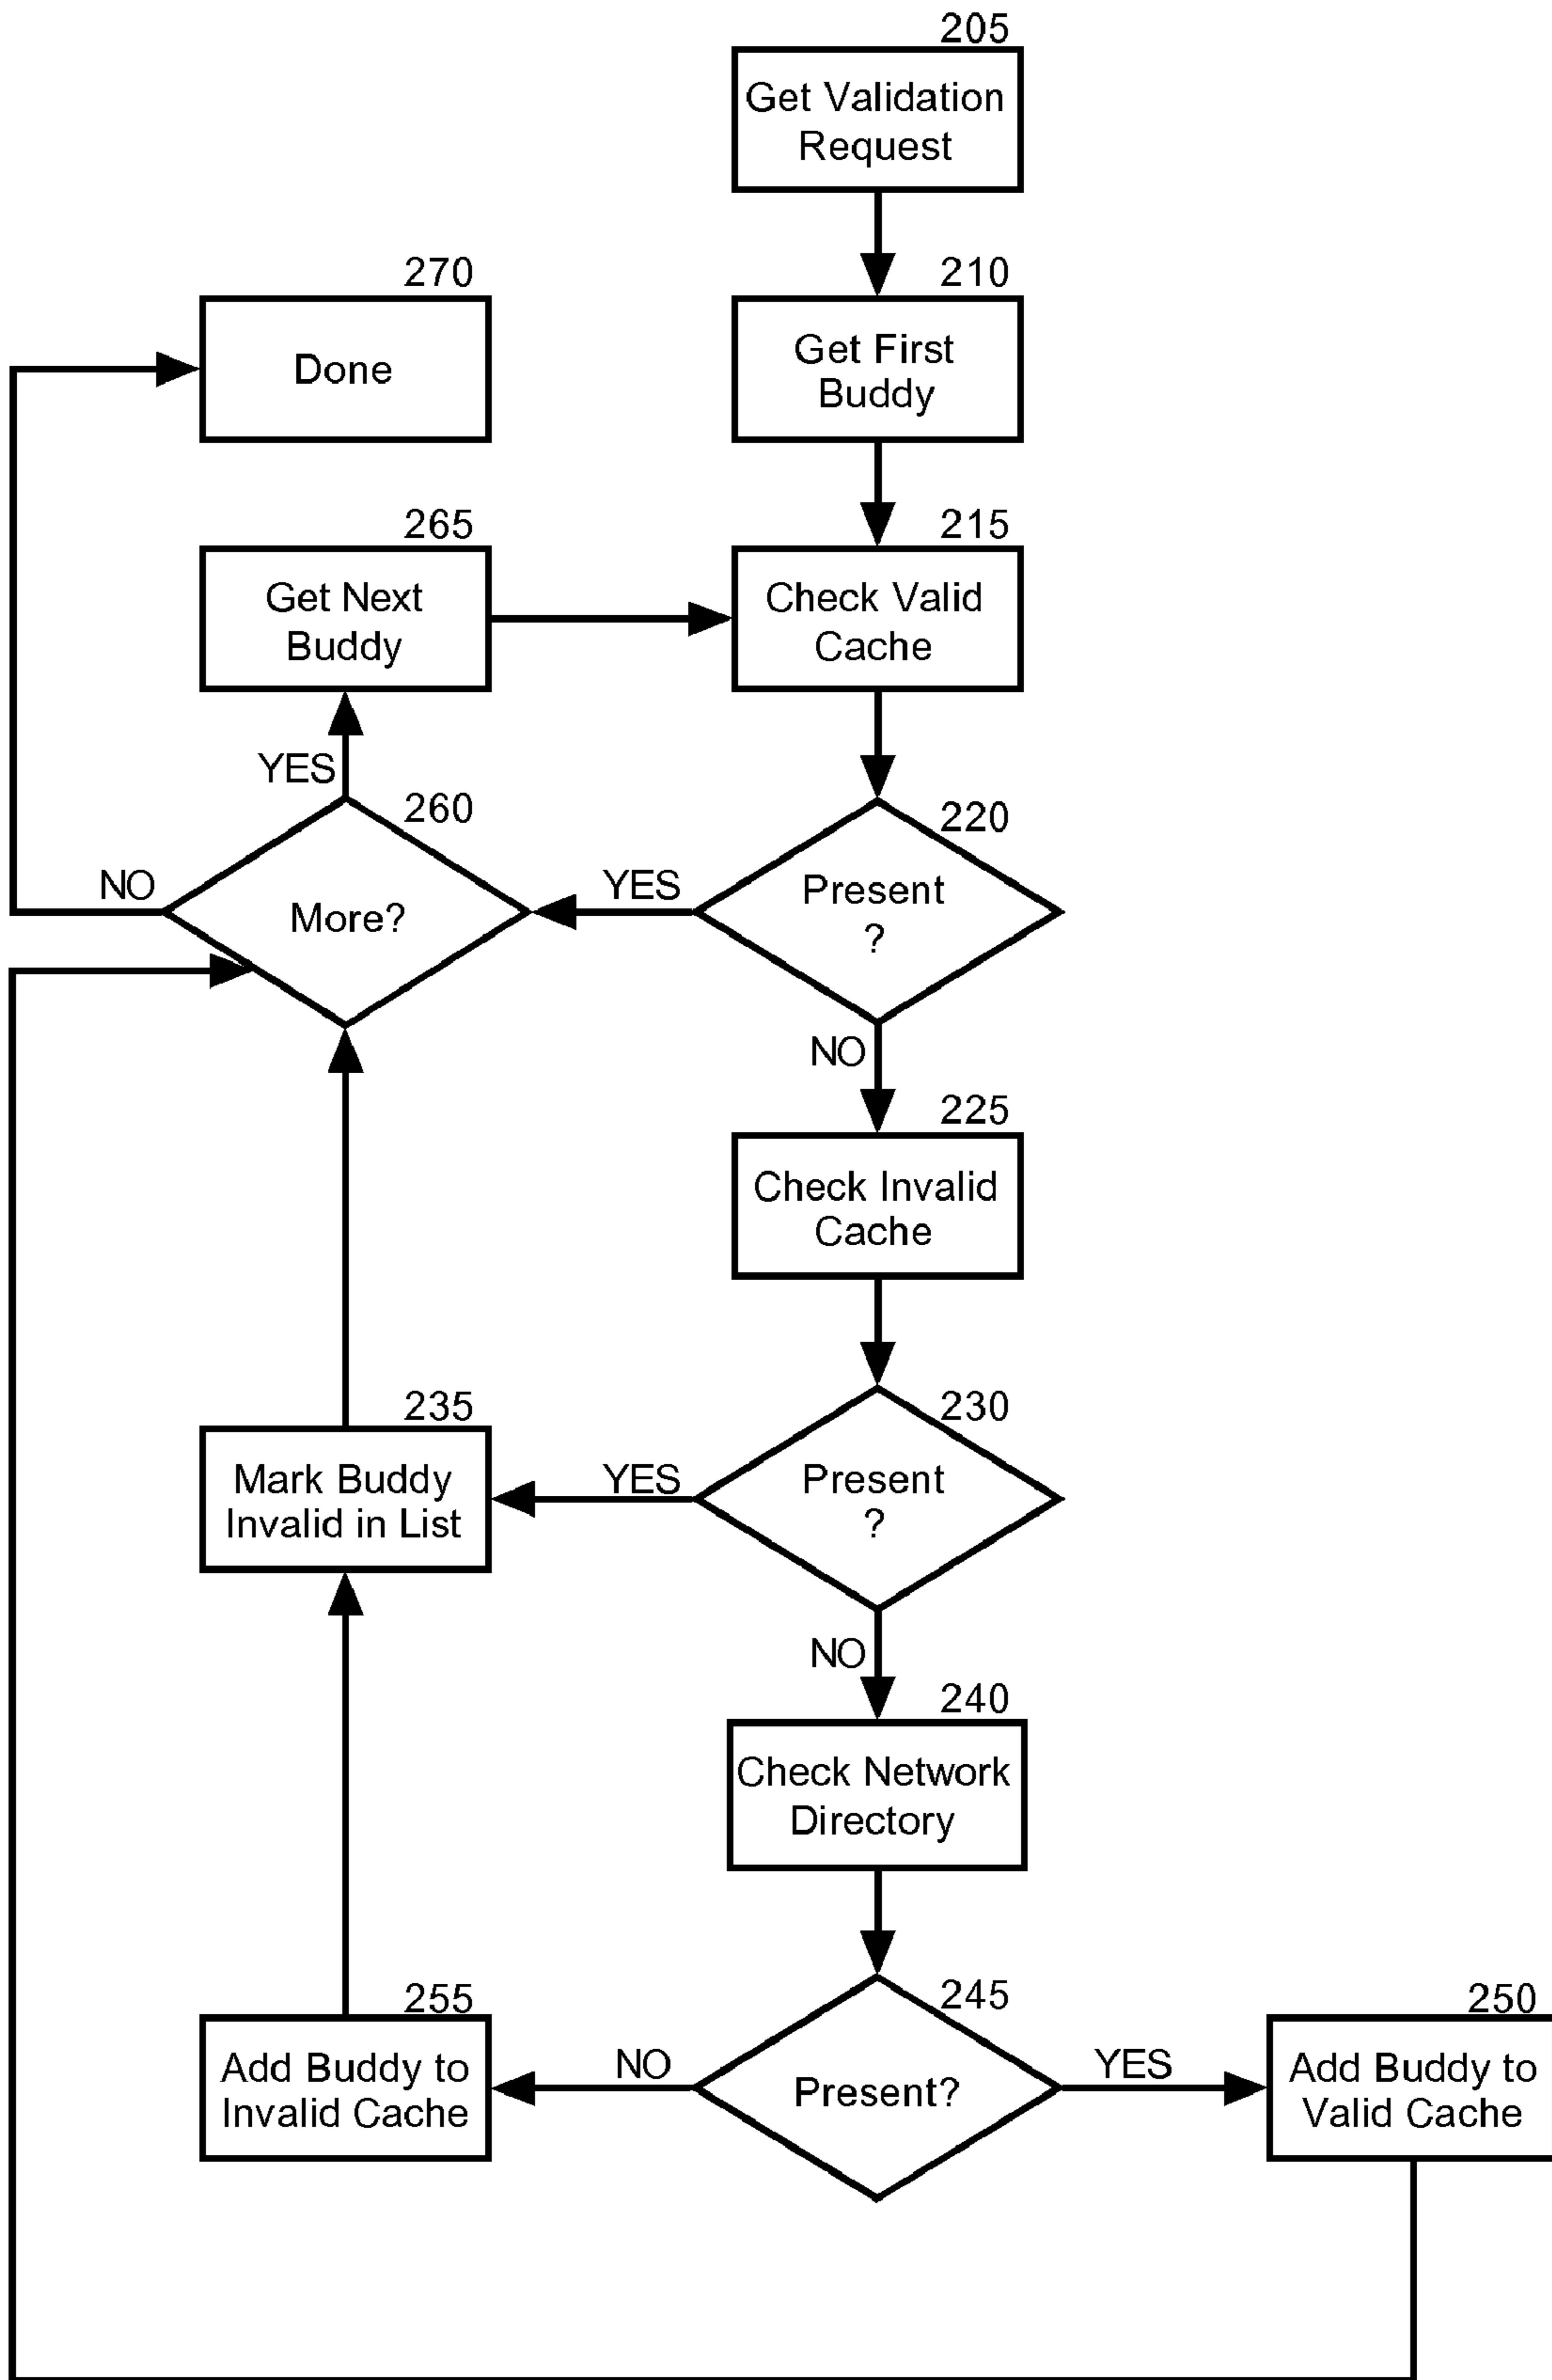 205
Get Validation
Request
270
Done
210
Get First
Buddy
265
Get Next
Buddy
215
Check Valid
Cache
YES
260
More?
NO
YES
220
Present
?
NO
225
Check Invalid
Cache
235
Mark Buddy
Invalid in List
YES
230
Present
?
NO
240
Check Network
Directory
255
Add Buddy to
Invalid Cache
NO
245
Present?
YES
250
Add Buddy to
Valid Cache